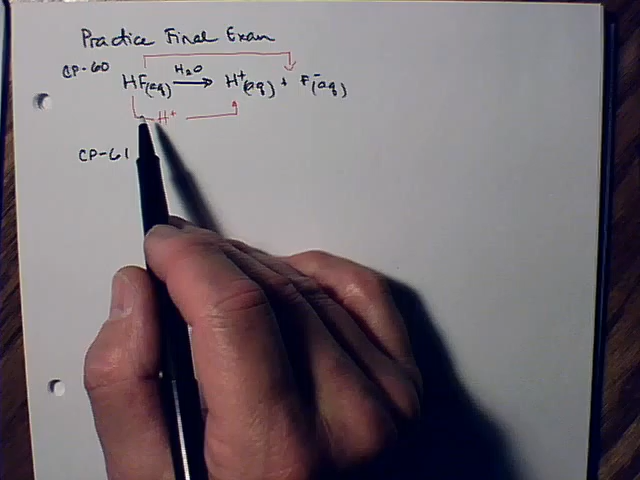 Practice Final Exam
CP-60 HF(aq) H₂O → H⁺(aq) + F⁻(aq)
H⁺
CP-61